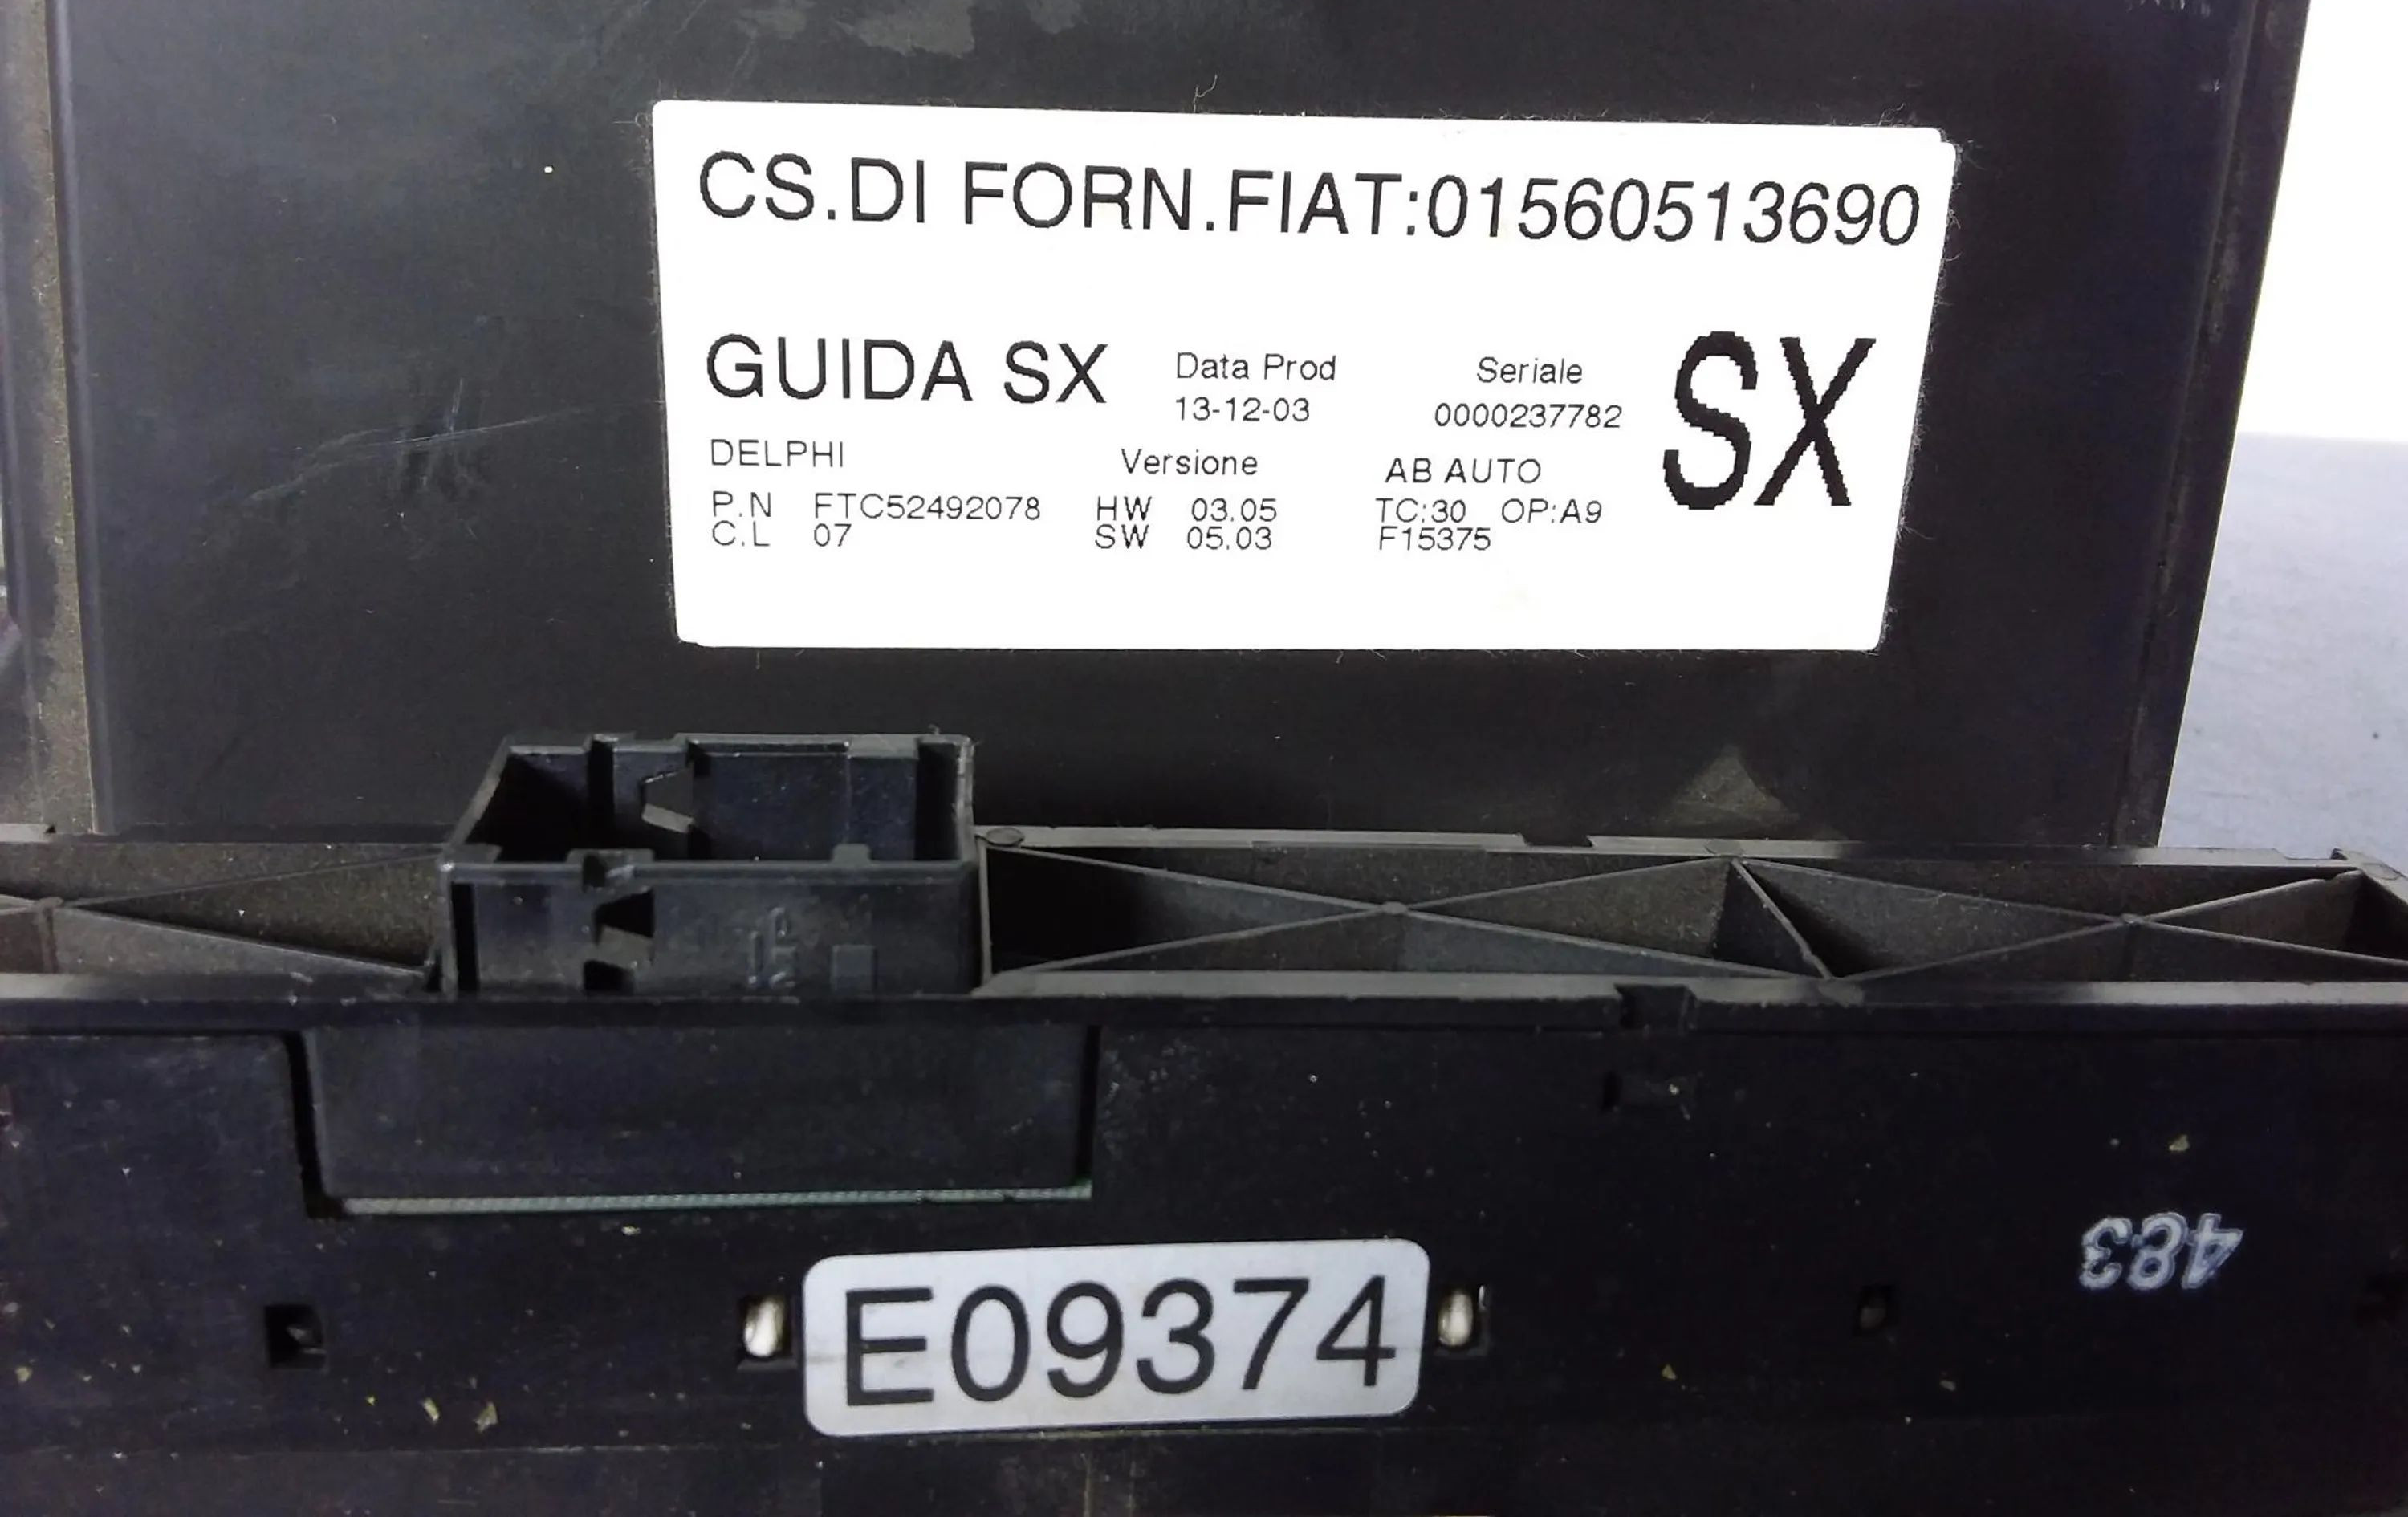 CS.DI FORN.FIAT:01560513690
GUIDA SX
Data Prod
13-12-03
Seriale
0000237782
SX
DELPHI
Versione
AB AUTO
P.N FTC52492078 HW 03.05 TC:30 OP:A9
C.L 07 SW 05.03 F15375
483
E09374